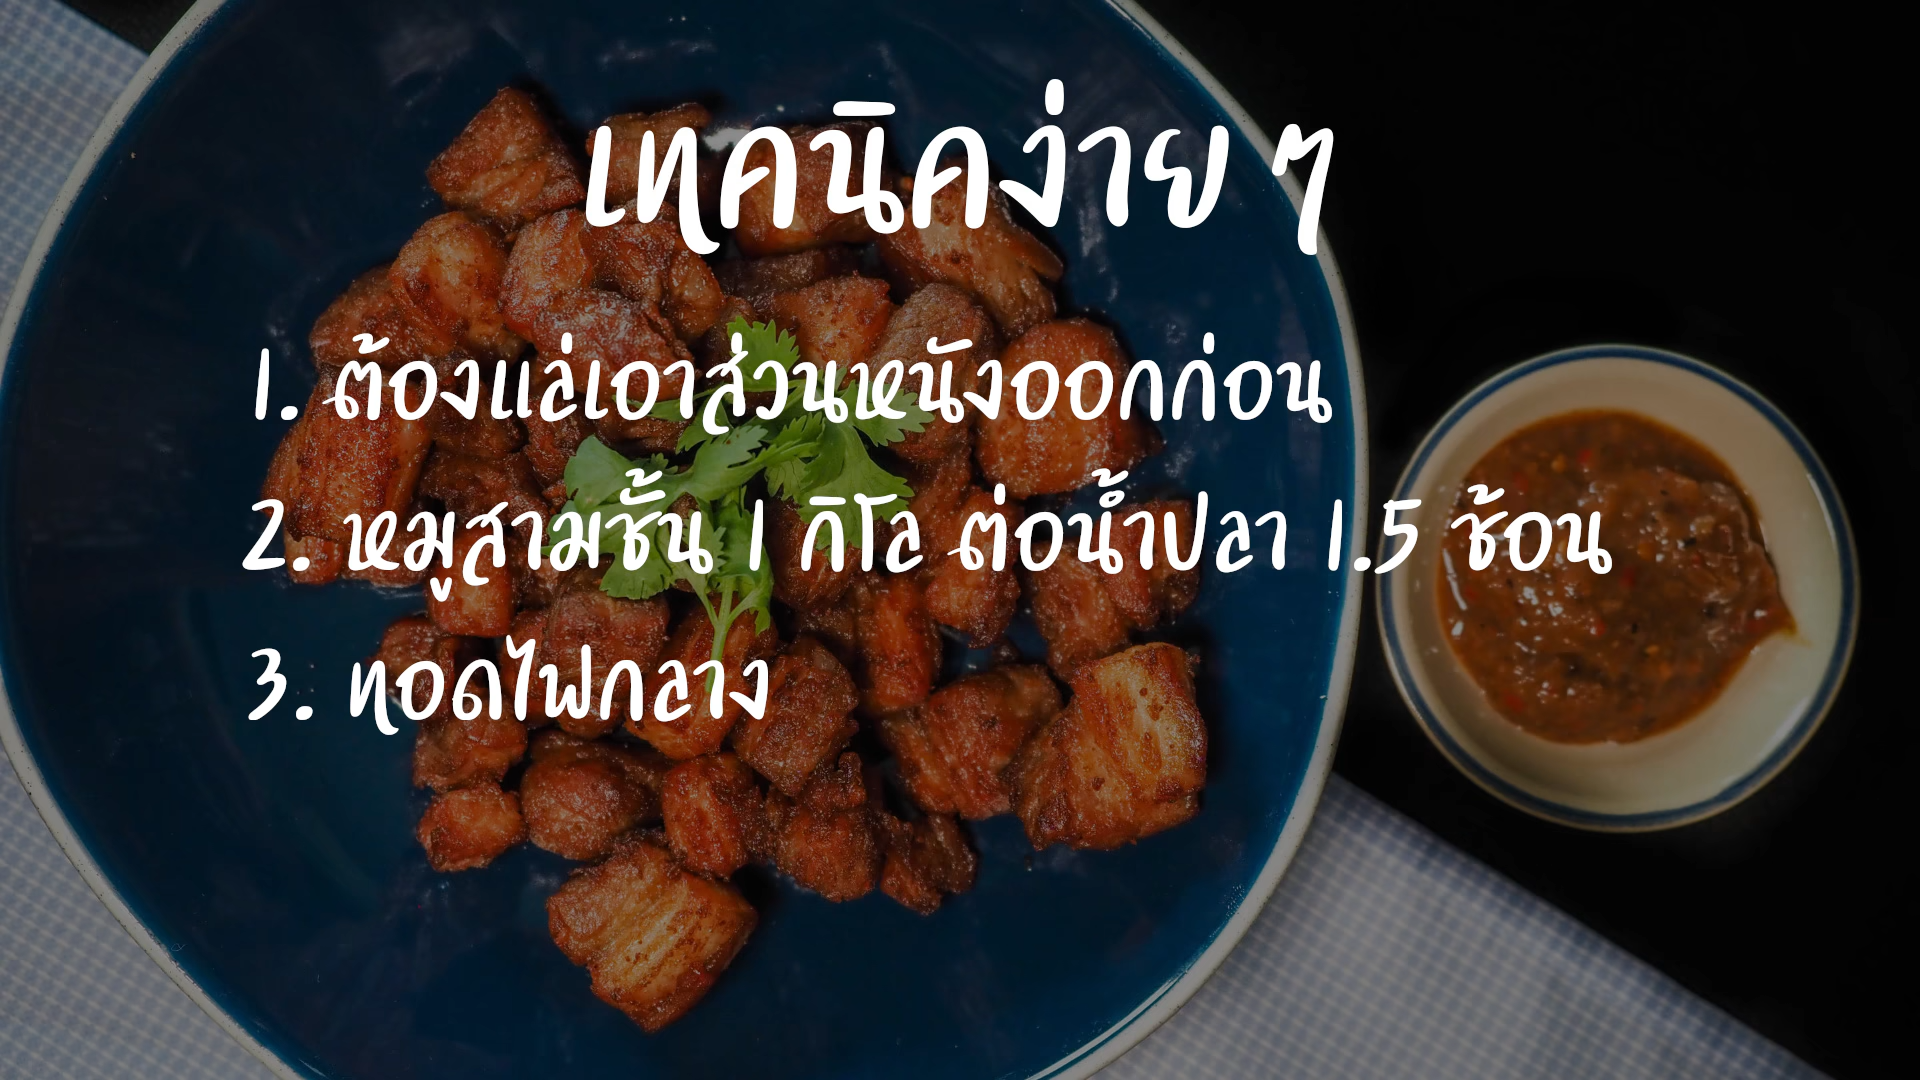 เทคนิคง่าย ๆ
1. ต้องแล่เอาส่วนหนังออกก่อน
2. หมูสามชั้น 1 กิโล ต่อน้ำปลา 1.5 ช้อน
3. ทอดไฟกลาง